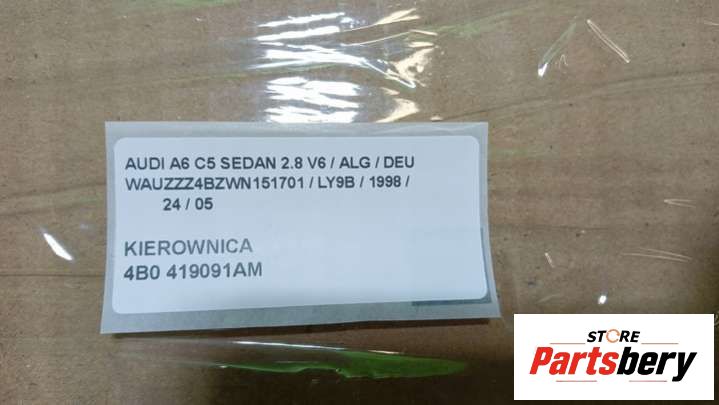 AUDI A6 C5 SEDAN 2.8 V6 / ALG / DEU
WAUZZZ4BZWN151701 / LY9B / 1998 /
24 / 05
KIEROWNICA
4B0 419091AM
STORE
Partsbery